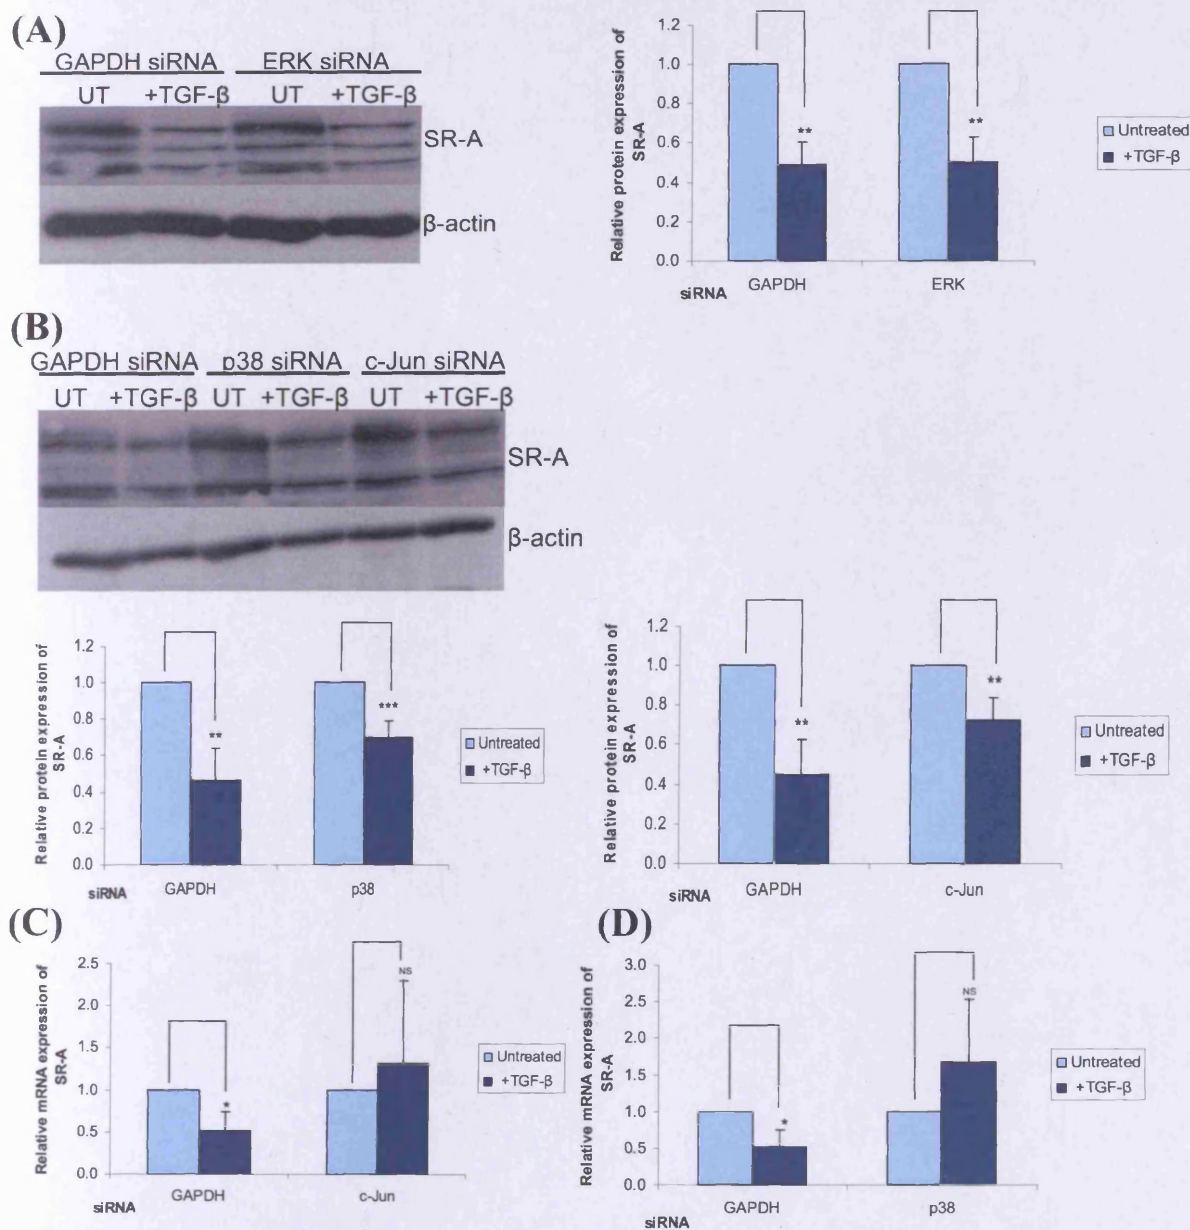 (A)
GAPDH siRNA ERK siRNA
UT +TGF-β UT +TGF-β
SR-A
β-actin
Relative protein expression of
SR-A
1.2
1.0
0.8
0.6
0.4
0.2
0.0
**
**
siRNA GAPDH ERK
Untreated
+TGF-β
(B)
GAPDH siRNA p38 siRNA c-Jun siRNA
UT +TGF-β UT +TGF-β UT +TGF-β
SR-A
β-actin
Relative protein expression of
SR-A
1.2
1.0
0.8
0.6
0.4
0.2
0.0
**
***
siRNA GAPDH p38
Untreated
+TGF-β
Relative protein expression of
SR-A
1.2
1.0
0.8
0.6
0.4
0.2
0.0
**
**
siRNA GAPDH c-Jun
Untreated
+TGF-β
(C)
Relative mRNA expression of
SR-A
2.5
2.0
1.5
1.0
0.5
0.0
*
NS
siRNA GAPDH c-Jun
Untreated
+TGF-β
(D)
Relative mRNA expression of
SR-A
3.0
2.5
2.0
1.5
1.0
0.5
0.0
*
NS
siRNA GAPDH p38
Untreated
+TGF-β